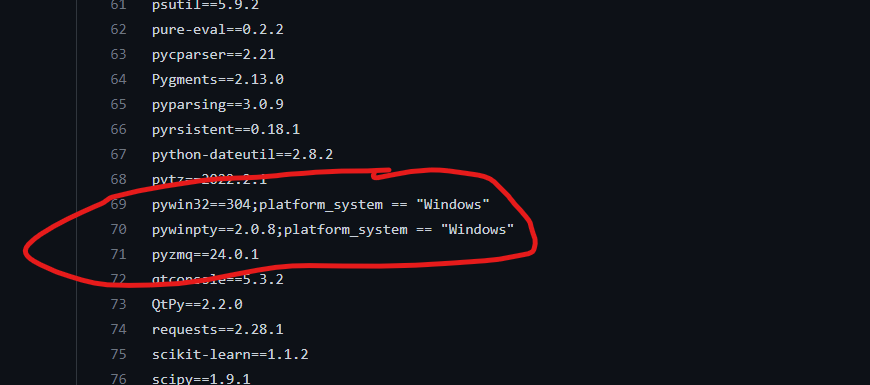 61 psutil==5.9.2
62 pure-eval==0.2.2
63 pycparser==2.21
64 Pygments==2.13.0
65 pyparsing==3.0.9
66 pyrsistent==0.18.1
67 python-dateutil==2.8.2
68 pytz==2022.2.1
69 pywin32==304;platform_system == "Windows"
70 pywinpty==2.0.8;platform_system == "Windows"
71 pyzmq==24.0.1
72 qtconsole==5.3.2
73 QtPy==2.2.0
74 requests==2.28.1
75 scikit-learn==1.1.2
76 scipy==1.9.1